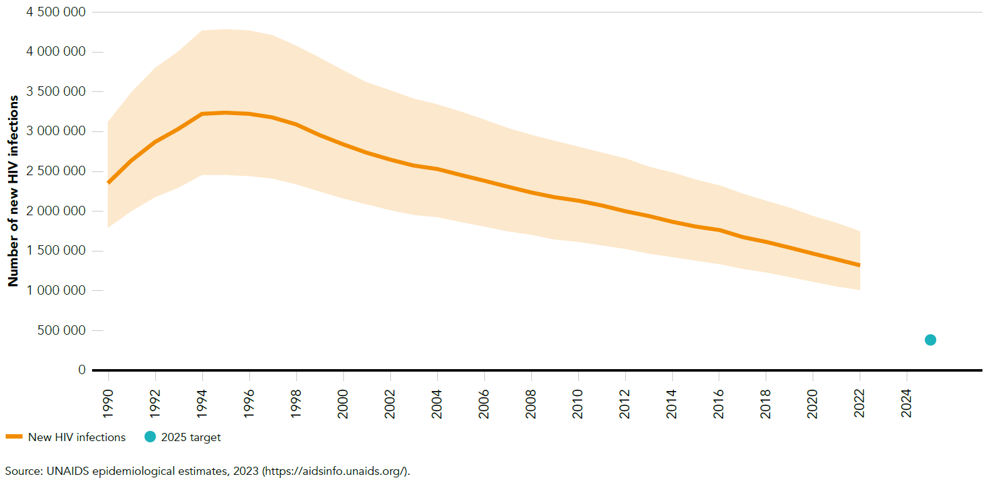 4 500 000
4 000 000
3 500 000
3 000 000
2 500 000
2 000 000
1 500 000
1 000 000
500 000
0
Number of new HIV infections
1990 1992 1994 1996 1998 2000 2002 2004 2006 2008 2010 2012 2014 2016 2018 2020 2022 2024
New HIV infections 2025 target
Source: UNAIDS epidemiological estimates, 2023 (https://aidsinfo.unaids.org/).